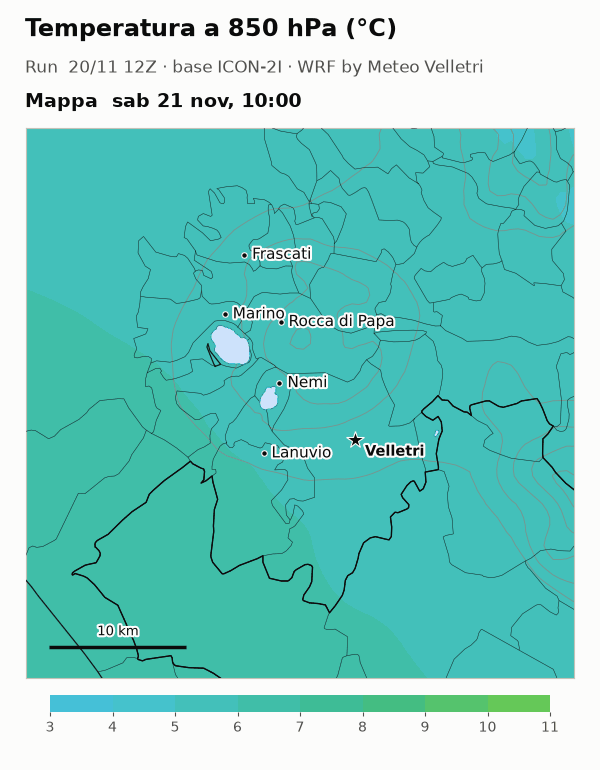 Temperatura a 850 hPa (°C)
Run  20/11 12Z · base ICON-2I · WRF by Meteo Velletri
Mappa  sab 21 nov, 10:00
Frascati
Marino
Rocca di Papa
Nemi
Velletri
Lanuvio
10 km
3 4 5 6 7 8 9 10 11